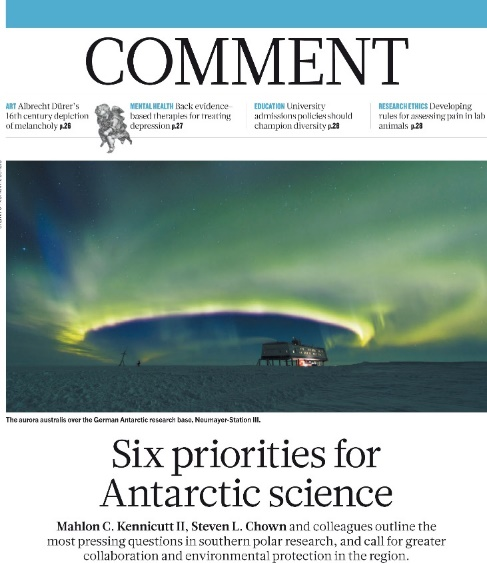 COMMENT
ART Albrecht Dürer's
16th century depiction
of melancholy p.26
MENTAL HEALTH Back evidence-
based therapies for treating
depression p.27
EDUCATION University
admissions policies should
champion diversity p.28
RESEARCH ETHICS Developing
rules for assessing pain in lab
animals p.28
The aurora australis over the German Antarctic research base, Neumayer-Station III.
Six priorities for
Antarctic science
Mahlon C. Kennicutt II, Steven L. Chown and colleagues outline the
most pressing questions in southern polar research, and call for greater
collaboration and environmental protection in the region.